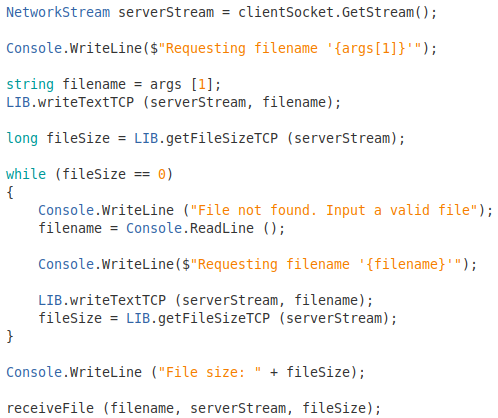 NetworkStream serverStream = clientSocket.GetStream();
Console.WriteLine($"Requesting filename '{args[1]}'");
string filename = args [1];
LIB.writeTextTCP (serverStream, filename);
long fileSize = LIB.getFileSizeTCP (serverStream);
while (fileSize == 0)
{
    Console.WriteLine ("File not found. Input a valid file");
    filename = Console.ReadLine ();
    Console.WriteLine($"Requesting filename '{filename}'");
    LIB.writeTextTCP (serverStream, filename);
    fileSize = LIB.getFileSizeTCP (serverStream);
}
Console.WriteLine ("File size: " + fileSize);
receiveFile (filename, serverStream, fileSize);